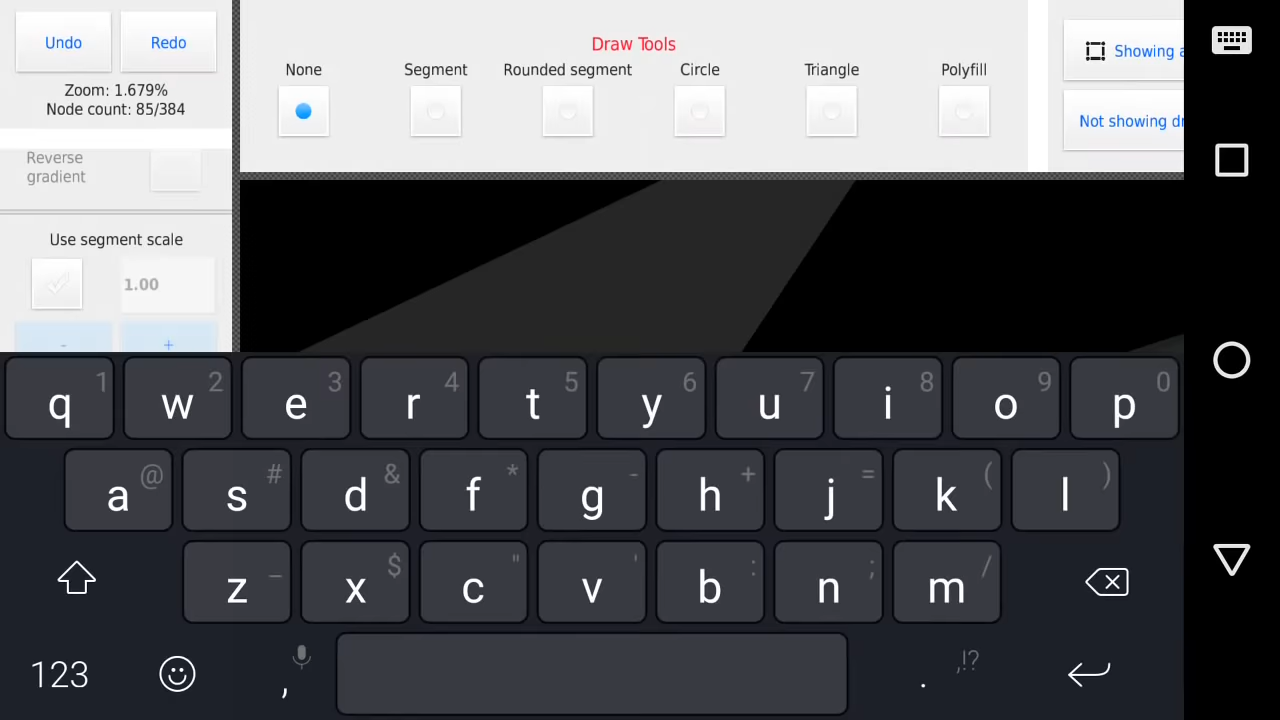 Undo
Redo
Zoom: 1.679%
Node count: 85/384
Reverse
gradient
Use segment scale
1.00
-
+
Draw Tools
None
Segment
Rounded segment
Circle
Triangle
Polyfill
Showing a
Not showing dr
q 1 w 2 e 3 r 4 t 5 y 6 u 7 i 8 o 9 p 0
a @ s # d & f * g - h + j = k ( l )
z _ x $ c " v ' b : n ; m /
123 , . ,!?